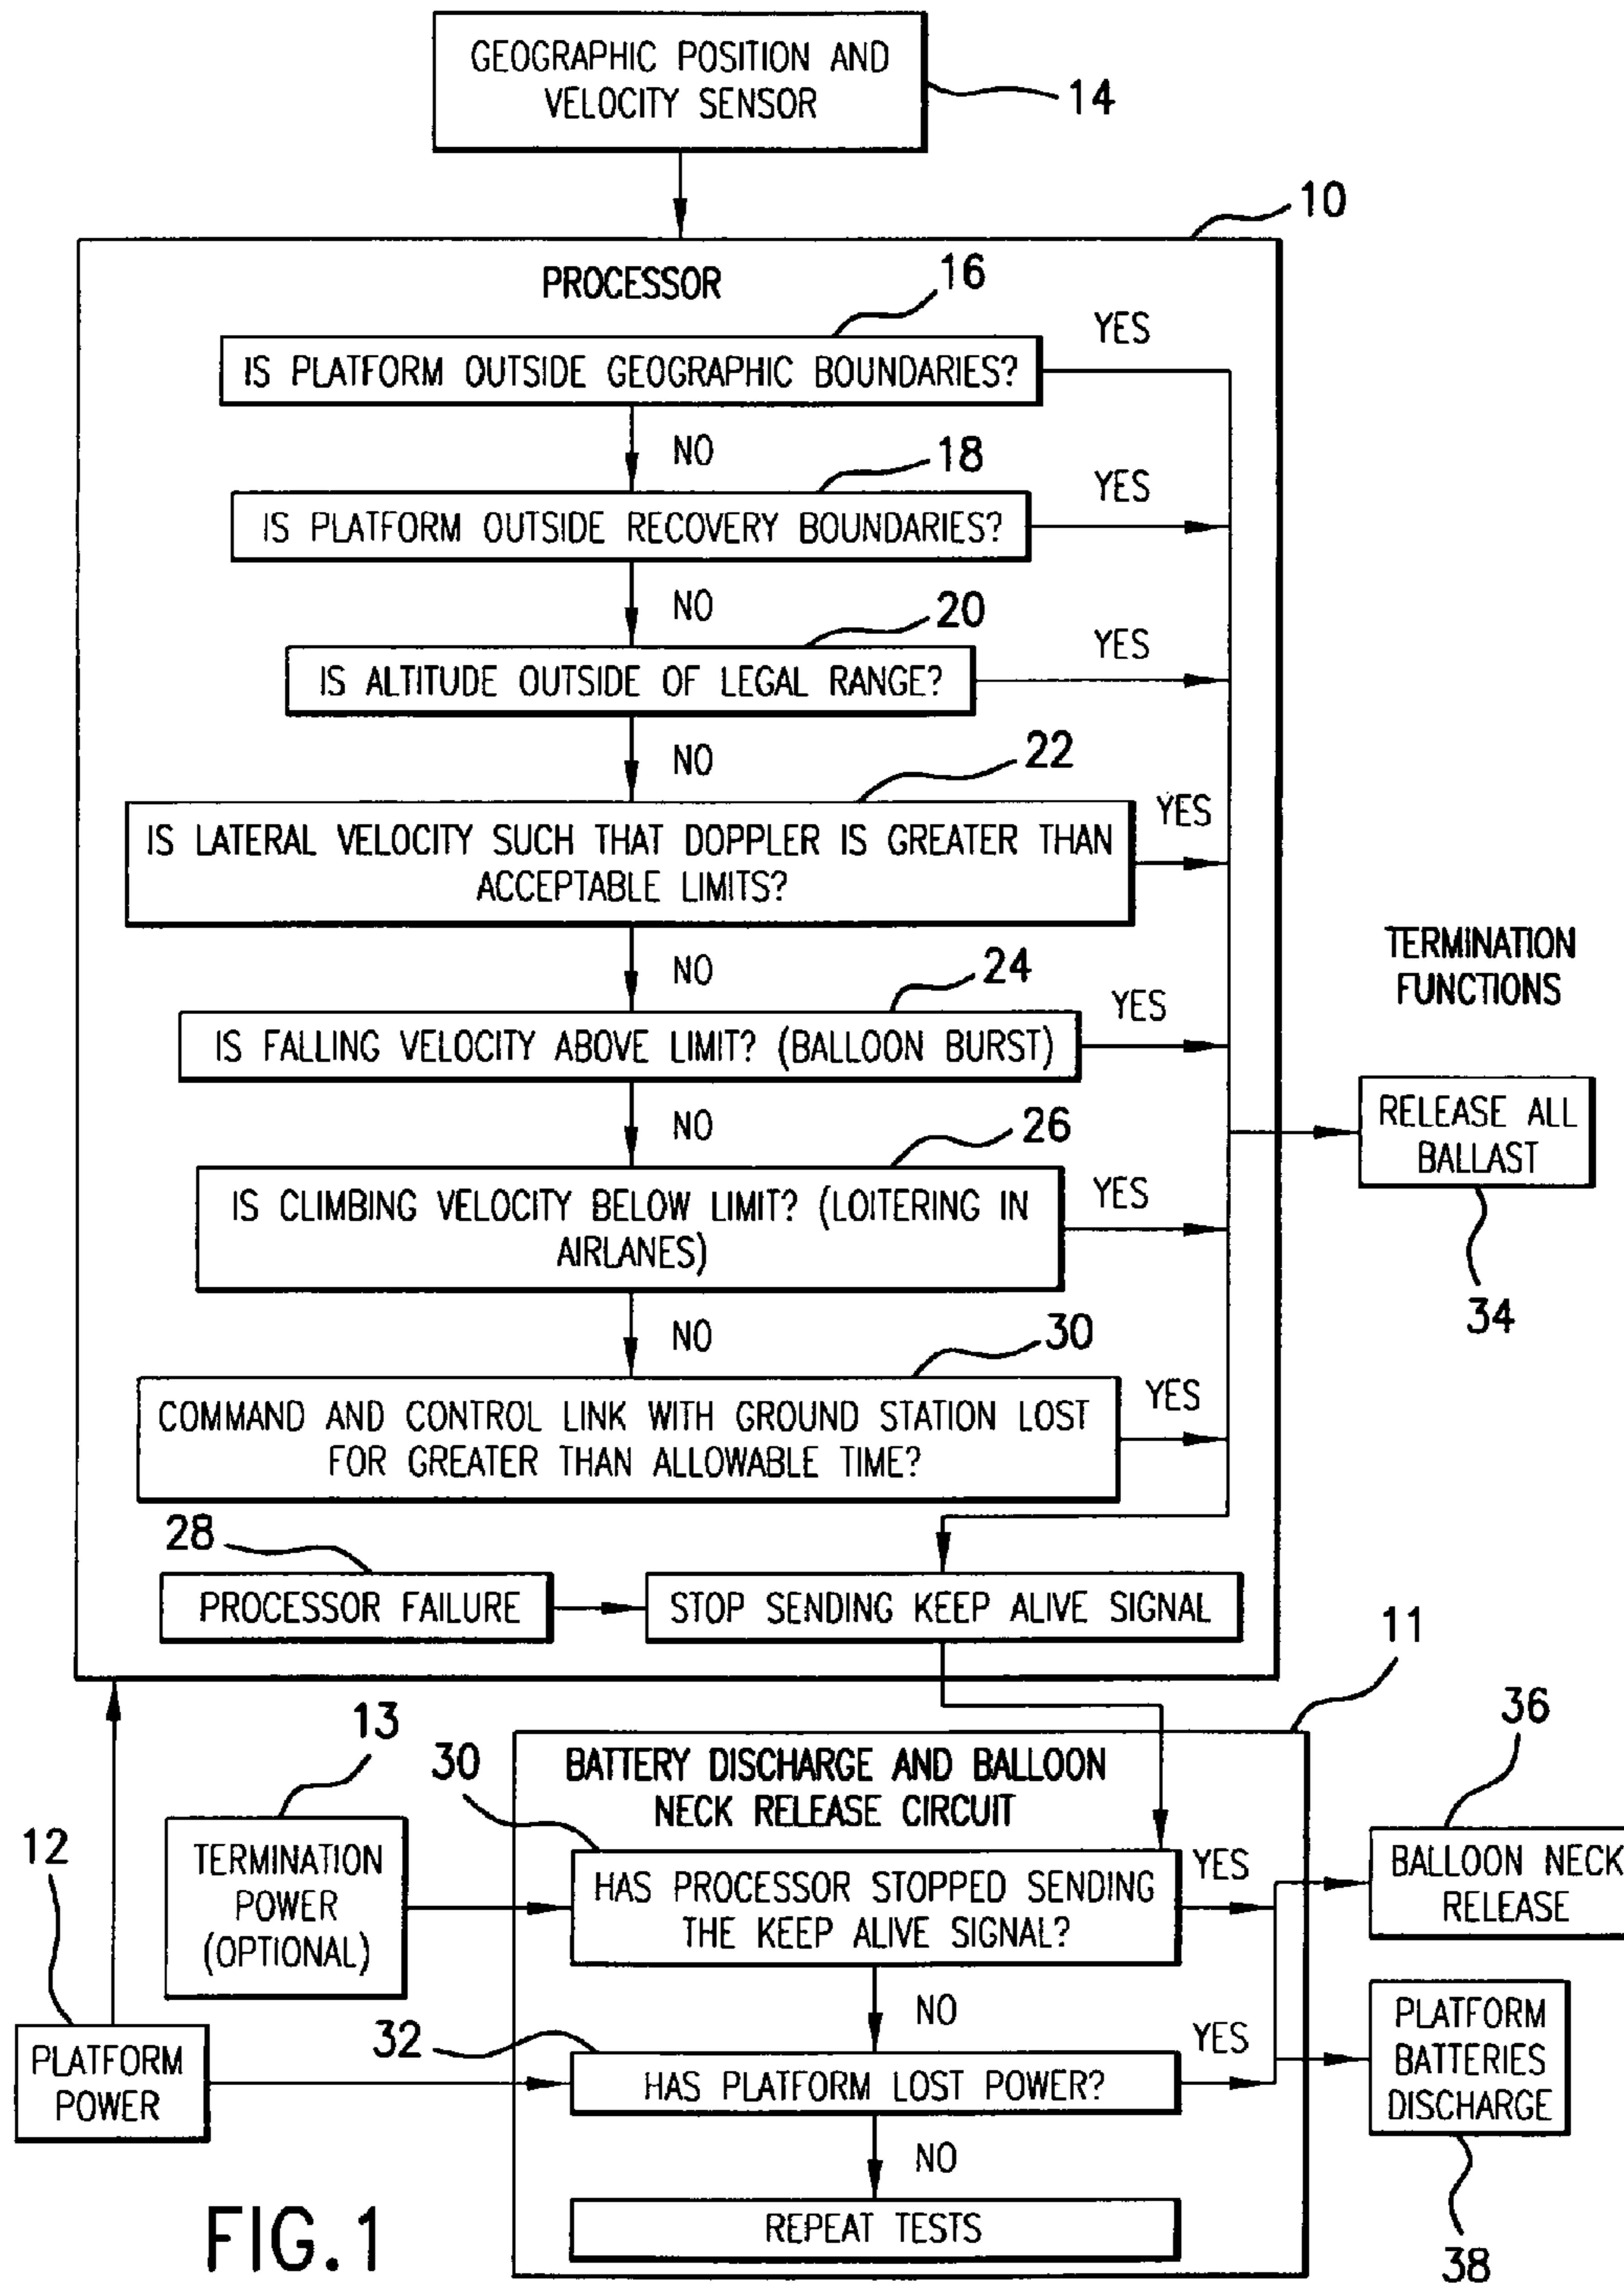 GEOGRAPHIC POSITION AND
VELOCITY SENSOR
14
10
PROCESSOR
16
YES
IS PLATFORM OUTSIDE GEOGRAPHIC BOUNDARIES?
NO
18
YES
IS PLATFORM OUTSIDE RECOVERY BOUNDARIES?
NO
20
YES
IS ALTITUDE OUTSIDE OF LEGAL RANGE?
NO
22
YES
IS LATERAL VELOCITY SUCH THAT DOPPLER IS GREATER THAN
ACCEPTABLE LIMITS?
NO
24
YES
IS FALLING VELOCITY ABOVE LIMIT? (BALLOON BURST)
TERMINATION
FUNCTIONS
NO
26
YES
IS CLIMBING VELOCITY BELOW LIMIT? (LOITERING IN
AIRLANES)
RELEASE ALL
BALLAST
34
NO
30
YES
COMMAND AND CONTROL LINK WITH GROUND STATION LOST
FOR GREATER THAN ALLOWABLE TIME?
28
PROCESSOR FAILURE
STOP SENDING KEEP ALIVE SIGNAL
11
13
30
BATTERY DISCHARGE AND BALLOON
NECK RELEASE CIRCUIT
36
12
TERMINATION
POWER
(OPTIONAL)
HAS PROCESSOR STOPPED SENDING
THE KEEP ALIVE SIGNAL?
YES
BALLOON NECK
RELEASE
NO
32
YES
PLATFORM
POWER
HAS PLATFORM LOST POWER?
PLATFORM
BATTERIES
DISCHARGE
NO
38
REPEAT TESTS
FIG.1